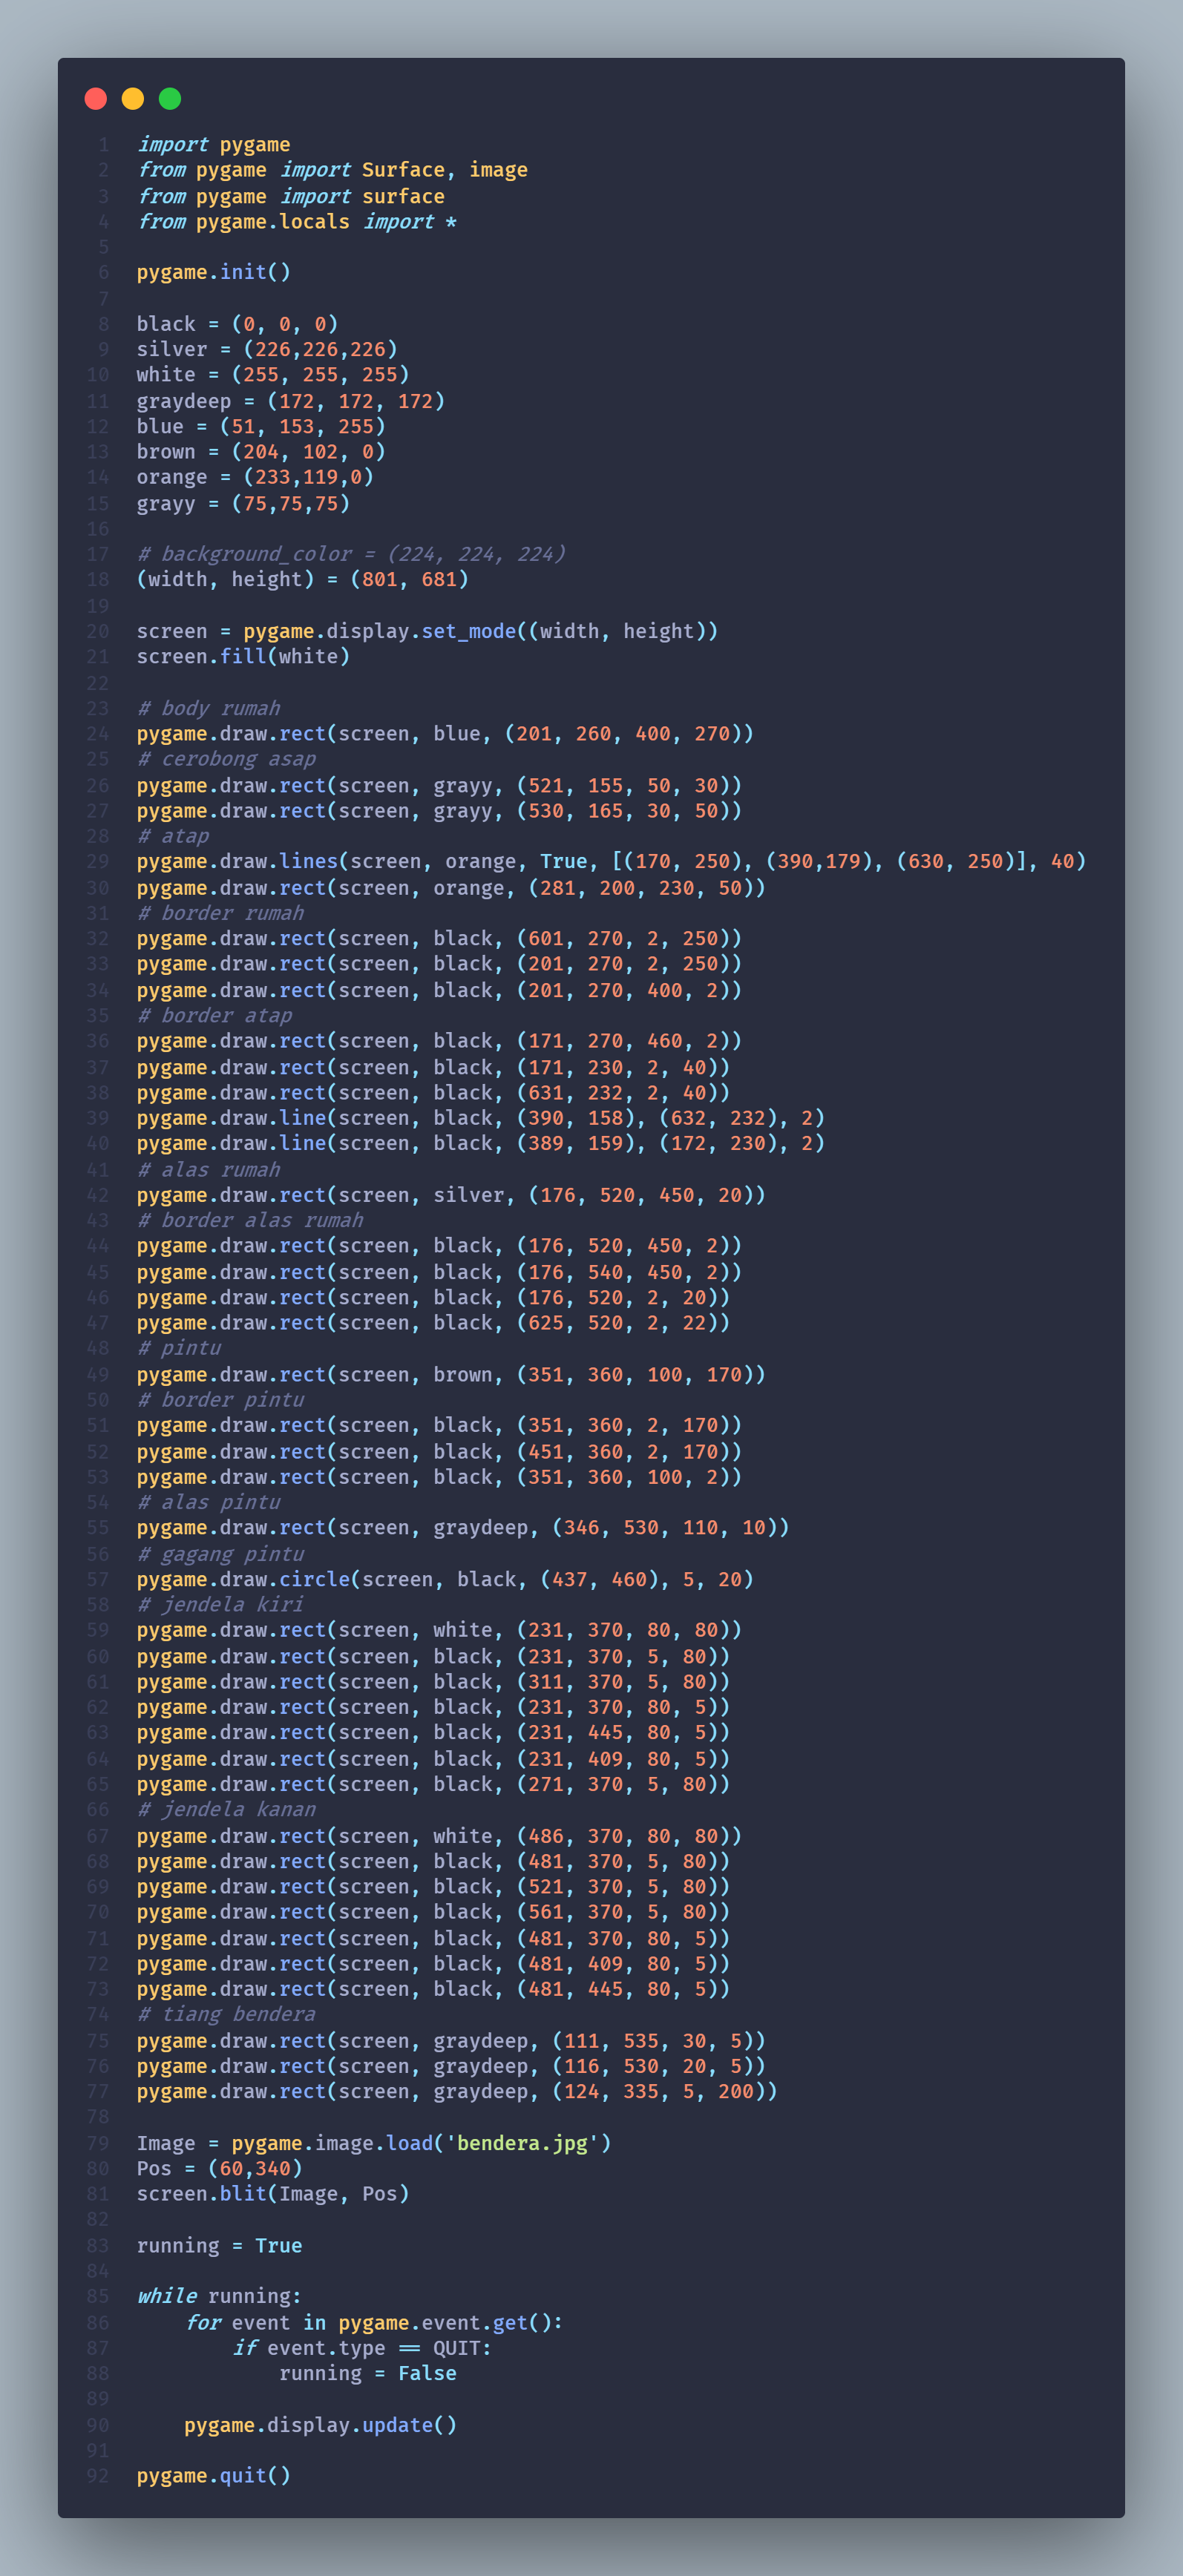 1 import pygame
2 from pygame import Surface, image
3 from pygame import surface
4 from pygame.locals import *
5
6 pygame.init()
7
8 black = (0, 0, 0)
9 silver = (226,226,226)
10 white = (255, 255, 255)
11 graydeep = (172, 172, 172)
12 blue = (51, 153, 255)
13 brown = (204, 102, 0)
14 orange = (233,119,0)
15 grayy = (75,75,75)
16
17 # background_color = (224, 224, 224)
18 (width, height) = (801, 681)
19
20 screen = pygame.display.set_mode((width, height))
21 screen.fill(white)
22
23 # body rumah
24 pygame.draw.rect(screen, blue, (201, 260, 400, 270))
25 # cerobong asap
26 pygame.draw.rect(screen, grayy, (521, 155, 50, 30))
27 pygame.draw.rect(screen, grayy, (530, 165, 30, 50))
28 # atap
29 pygame.draw.lines(screen, orange, True, [(170, 250), (390,179), (630, 250)], 40)
30 pygame.draw.rect(screen, orange, (281, 200, 230, 50))
31 # border rumah
32 pygame.draw.rect(screen, black, (601, 270, 2, 250))
33 pygame.draw.rect(screen, black, (201, 270, 2, 250))
34 pygame.draw.rect(screen, black, (201, 270, 400, 2))
35 # border atap
36 pygame.draw.rect(screen, black, (171, 270, 460, 2))
37 pygame.draw.rect(screen, black, (171, 230, 2, 40))
38 pygame.draw.rect(screen, black, (631, 232, 2, 40))
39 pygame.draw.line(screen, black, (390, 158), (632, 232), 2)
40 pygame.draw.line(screen, black, (389, 159), (172, 230), 2)
41 # alas rumah
42 pygame.draw.rect(screen, silver, (176, 520, 450, 20))
43 # border alas rumah
44 pygame.draw.rect(screen, black, (176, 520, 450, 2))
45 pygame.draw.rect(screen, black, (176, 540, 450, 2))
46 pygame.draw.rect(screen, black, (176, 520, 2, 20))
47 pygame.draw.rect(screen, black, (625, 520, 2, 22))
48 # pintu
49 pygame.draw.rect(screen, brown, (351, 360, 100, 170))
50 # border pintu
51 pygame.draw.rect(screen, black, (351, 360, 2, 170))
52 pygame.draw.rect(screen, black, (451, 360, 2, 170))
53 pygame.draw.rect(screen, black, (351, 360, 100, 2))
54 # alas pintu
55 pygame.draw.rect(screen, graydeep, (346, 530, 110, 10))
56 # gagang pintu
57 pygame.draw.circle(screen, black, (437, 460), 5, 20)
58 # jendela kiri
59 pygame.draw.rect(screen, white, (231, 370, 80, 80))
60 pygame.draw.rect(screen, black, (231, 370, 5, 80))
61 pygame.draw.rect(screen, black, (311, 370, 5, 80))
62 pygame.draw.rect(screen, black, (231, 370, 80, 5))
63 pygame.draw.rect(screen, black, (231, 445, 80, 5))
64 pygame.draw.rect(screen, black, (231, 409, 80, 5))
65 pygame.draw.rect(screen, black, (271, 370, 5, 80))
66 # jendela kanan
67 pygame.draw.rect(screen, white, (486, 370, 80, 80))
68 pygame.draw.rect(screen, black, (481, 370, 5, 80))
69 pygame.draw.rect(screen, black, (521, 370, 5, 80))
70 pygame.draw.rect(screen, black, (561, 370, 5, 80))
71 pygame.draw.rect(screen, black, (481, 370, 80, 5))
72 pygame.draw.rect(screen, black, (481, 409, 80, 5))
73 pygame.draw.rect(screen, black, (481, 445, 80, 5))
74 # tiang bendera
75 pygame.draw.rect(screen, graydeep, (111, 535, 30, 5))
76 pygame.draw.rect(screen, graydeep, (116, 530, 20, 5))
77 pygame.draw.rect(screen, graydeep, (124, 335, 5, 200))
78
79 Image = pygame.image.load('bendera.jpg')
80 Pos = (60,340)
81 screen.blit(Image, Pos)
82
83 running = True
84
85 while running:
86     for event in pygame.event.get():
87         if event.type == QUIT:
88             running = False
89
90     pygame.display.update()
91
92 pygame.quit()